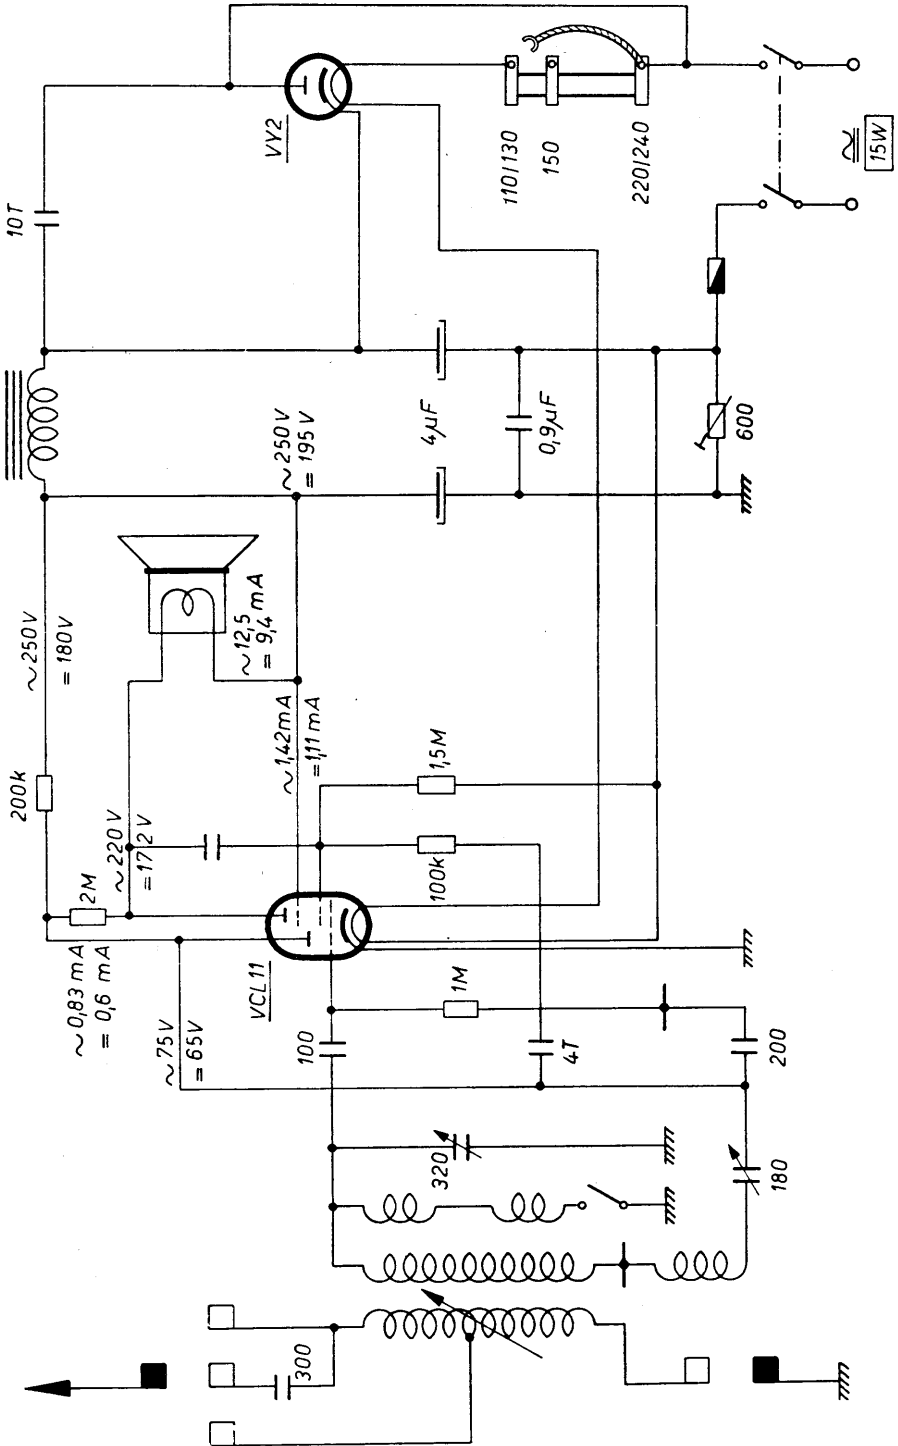 300
320
180
100
4T
200
1M
VCL11
~75V
= 65V
~0,83 mA
= 0,6 mA
2M
200k
~220V
= 172V
100k
1,5M
~1,42mA
= 1,11 mA
~12,5 mA
= 9,4
~250V
= 180V
~250V
= 195V
4µF
0,9µF
600
10T
VY2
110/130
150
220/240
15W